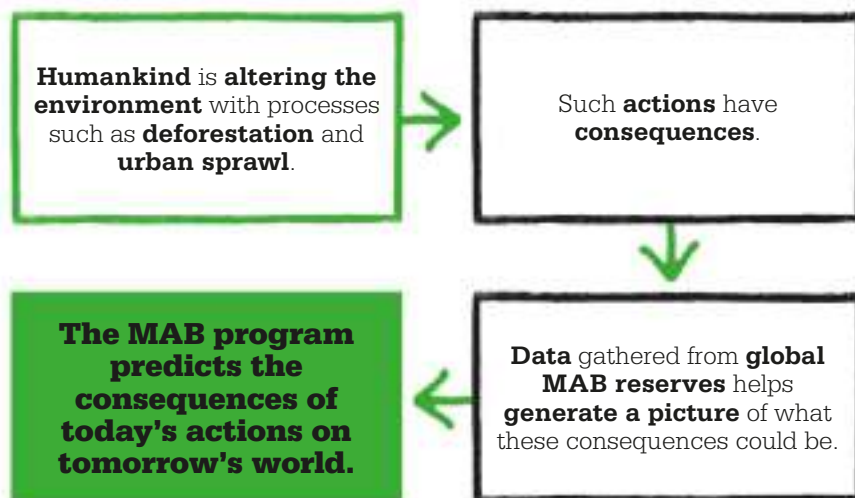 Humankind is altering the
environment with processes
such as deforestation and
urban sprawl.
Such actions have
consequences.
Data gathered from global
MAB reserves helps
generate a picture of what
these consequences could be.
The MAB program
predicts the
consequences of
today’s actions on
tomorrow’s world.